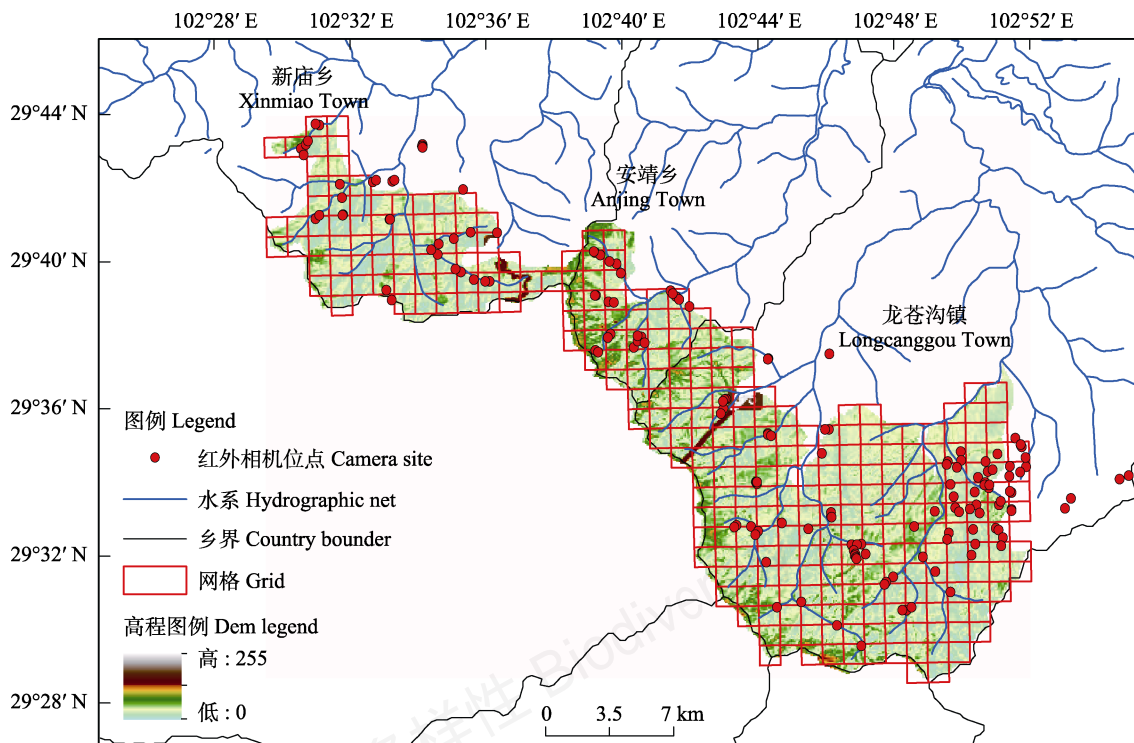 102°28′ E 102°32′ E 102°36′ E 102°40′ E 102°44′ E 102°48′ E 102°52′ E
29°44′ N
29°40′ N
29°36′ N
29°32′ N
29°28′ N
新庙乡
Xinmiao Town
安靖乡
Anjing Town
龙苍沟镇
Longcanggou Town
图例 Legend
红外相机位点 Camera site
水系 Hydrographic net
乡界 Country bounder
网格 Grid
高程图例 Dem legend
高 : 255
低 : 0
0 3.5 7 km
样性 Biodiver